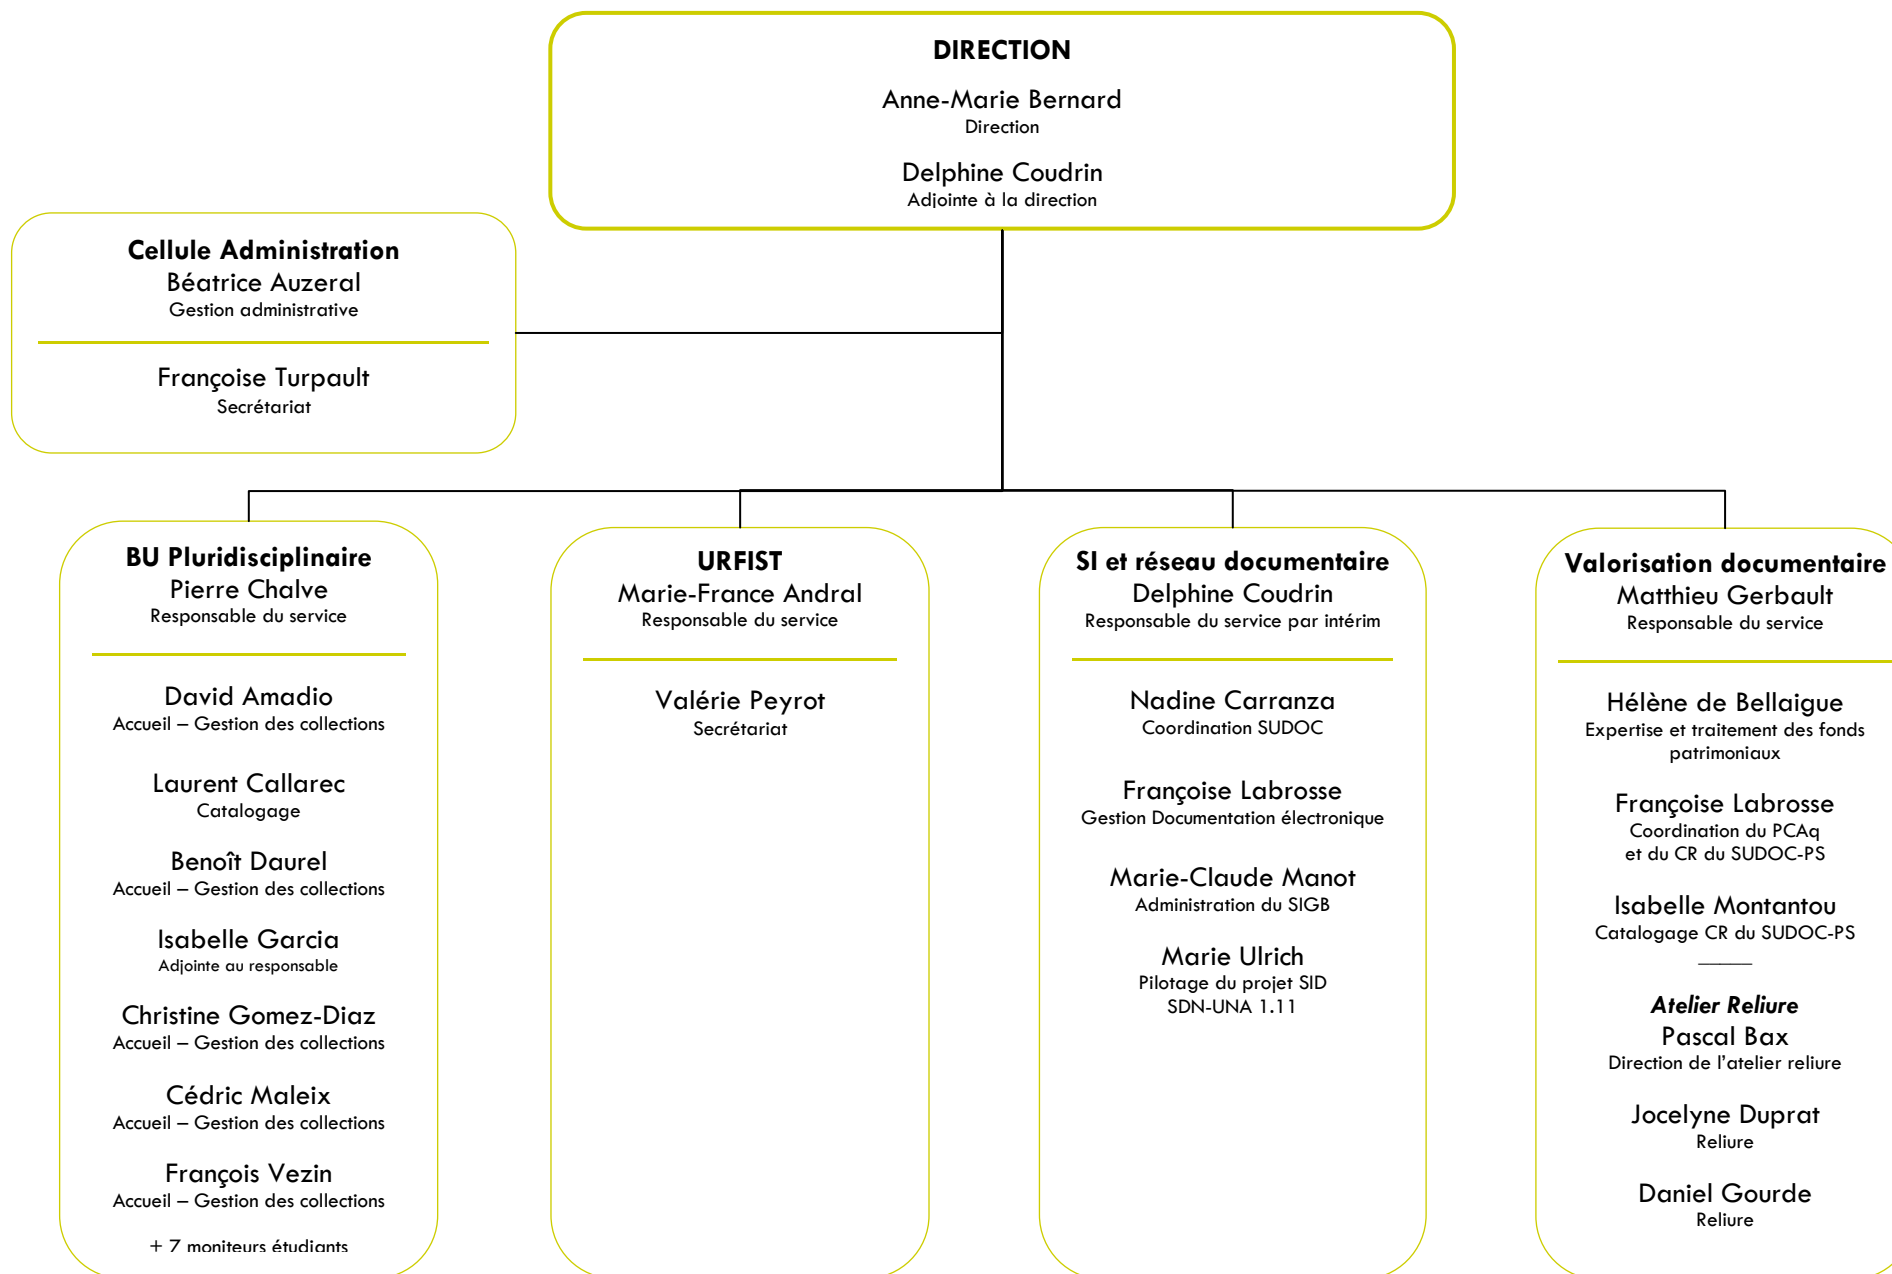 DIRECTION
Anne-Marie Bernard
Direction
Delphine Coudrin
Adjointe à la direction
Cellule Administration
Béatrice Auzeral
Gestion administrative
Françoise Turpault
Secrétariat
BU Pluridisciplinaire
Pierre Chalve
Responsable du service
David Amadio
Accueil – Gestion des collections
Laurent Callarec
Catalogage
Benoît Daurel
Accueil – Gestion des collections
Isabelle Garcia
Adjointe au responsable
Christine Gomez-Diaz
Accueil – Gestion des collections
Cédric Maleix
Accueil – Gestion des collections
François Vezin
Accueil – Gestion des collections
+ 7 moniteurs étudiants
URFIST
Marie-France Andral
Responsable du service
Valérie Peyrot
Secrétariat
SI et réseau documentaire
Delphine Coudrin
Responsable du service par intérim
Nadine Carranza
Coordination SUDOC
Françoise Labrosse
Gestion Documentation électronique
Marie-Claude Manot
Administration du SIGB
Marie Ulrich
Pilotage du projet SID
SDN-UNA 1.11
Valorisation documentaire
Matthieu Gerbault
Responsable du service
Hélène de Bellaigue
Expertise et traitement des fonds
patrimoniaux
Françoise Labrosse
Coordination du PCAq
et du CR du SUDOC-PS
Isabelle Montantou
Catalogage CR du SUDOC-PS
Atelier Reliure
Pascal Bax
Direction de l'atelier reliure
Jocelyne Duprat
Reliure
Daniel Gourde
Reliure